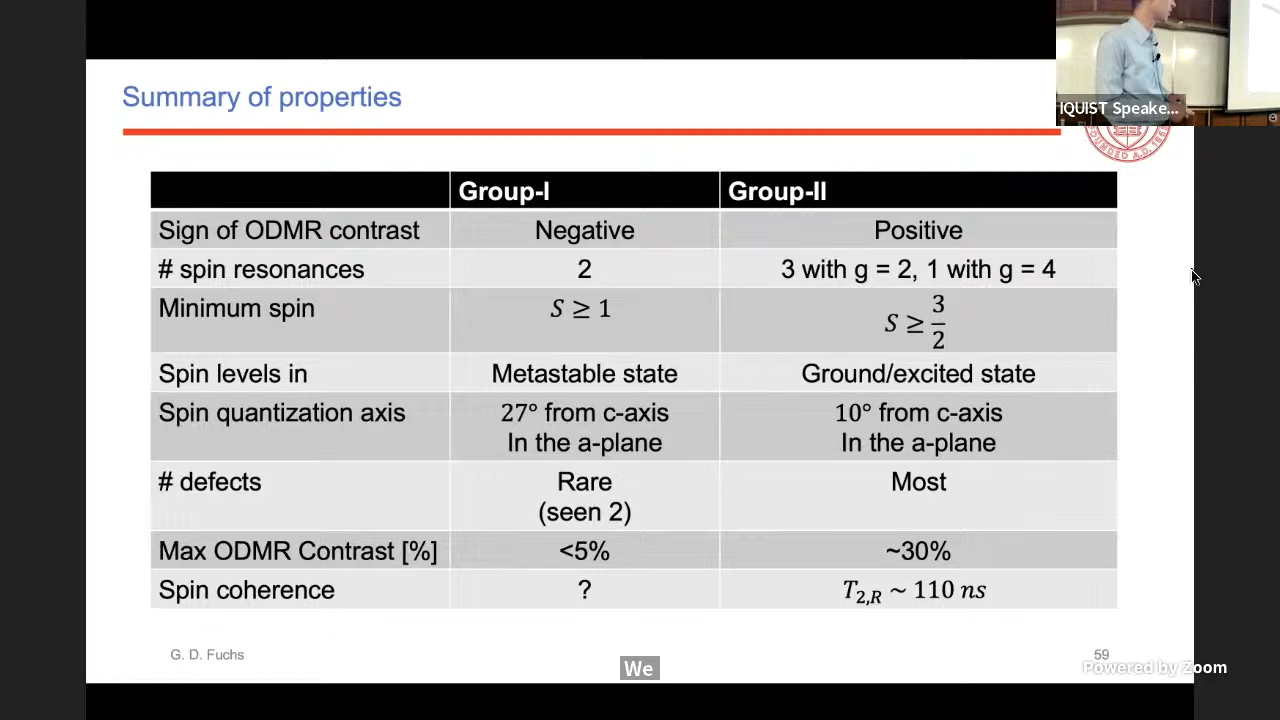 Summary of properties
IQUIST Speake...
FOUNDED A.D. 186
Group-I Group-II
Sign of ODMR contrast Negative Positive
# spin resonances 2 3 with g = 2, 1 with g = 4
Minimum spin S ≥ 1 S ≥ 3/2
Spin levels in Metastable state Ground/excited state
Spin quantization axis 27° from c-axis 10° from c-axis
In the a-plane In the a-plane
# defects Rare Most
(seen 2)
Max ODMR Contrast [%] <5% ~30%
Spin coherence ? T2,R ~ 110 ns
G. D. Fuchs 59
We
Powered by Zoom